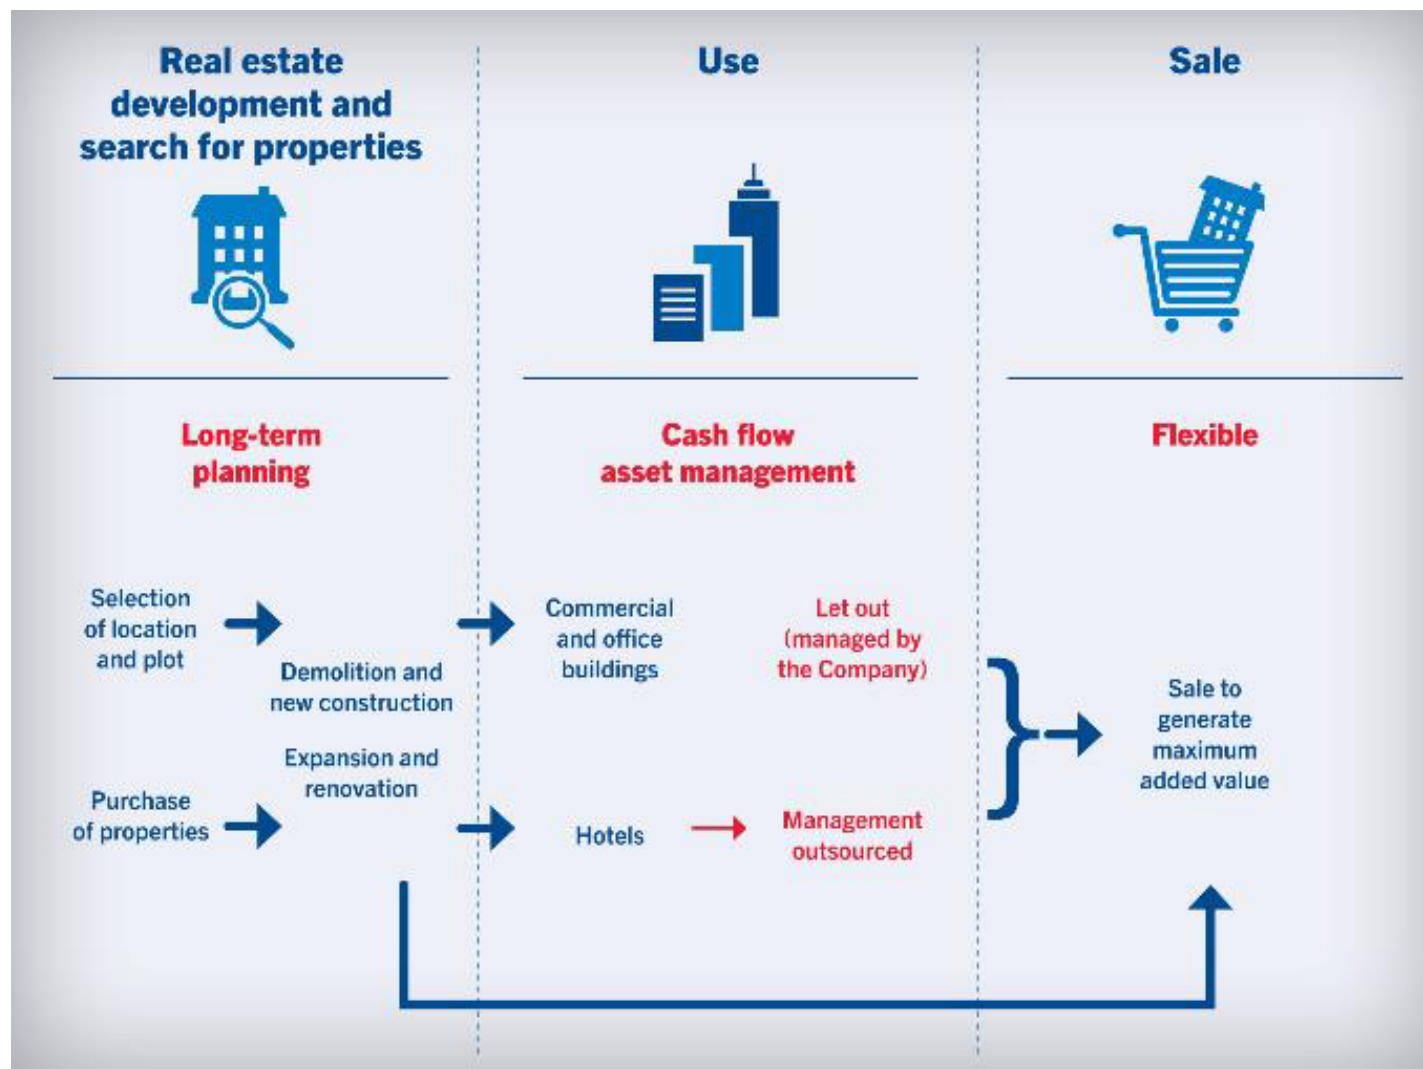 Real estate
development and
search for properties
Use
Sale
Long-term
planning
Cash flow
asset management
Flexible
Selection
of location
and plot
Demolition and
new construction
Expansion and
renovation
Purchase
of properties
Commercial
and office
buildings
Let out
(managed by
the Company)
Hotels
Management
outsourced
Sale to
generate
maximum
added value